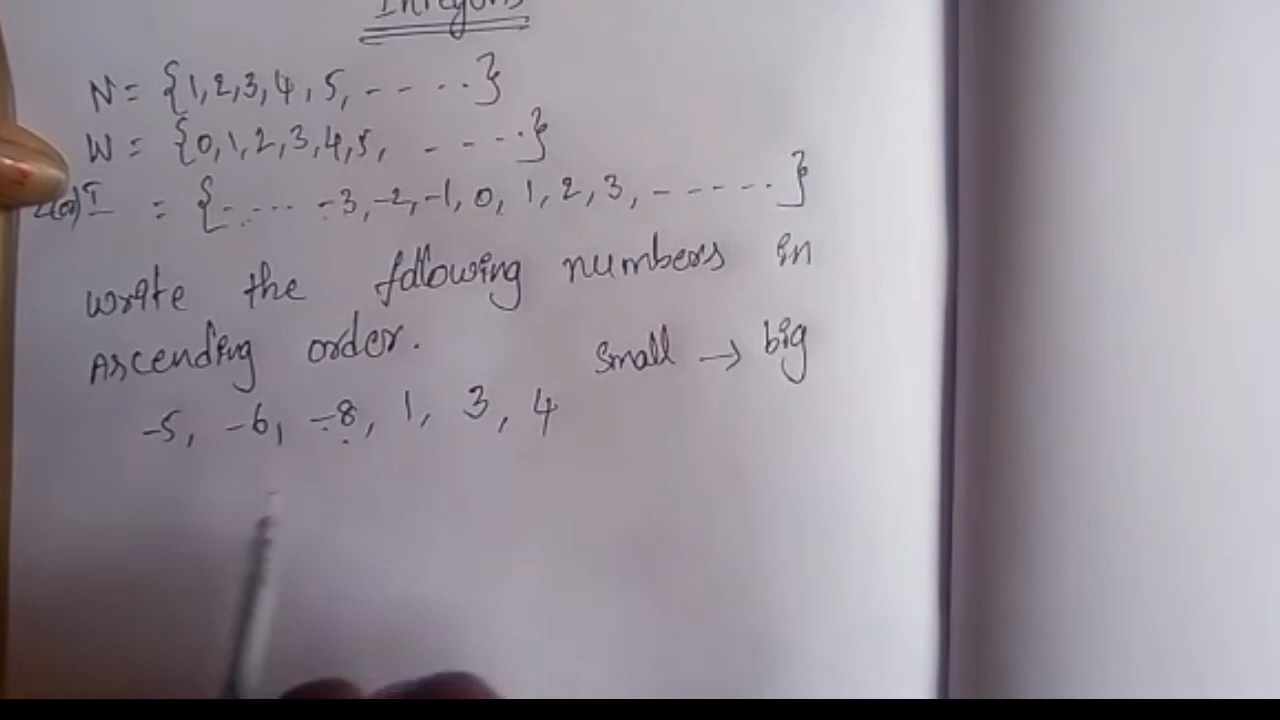 Integers
N = {1, 2, 3, 4, 5, - - - . . }
W = {0, 1, 2, 3, 4, 5, - - - . . }
Z (or) I = {- . - . . -3, -2, -1, 0, 1, 2, 3, - - - - . . }
write the following numbers in
Ascending order. small → big
-5, -6, -8, 1, 3, 4